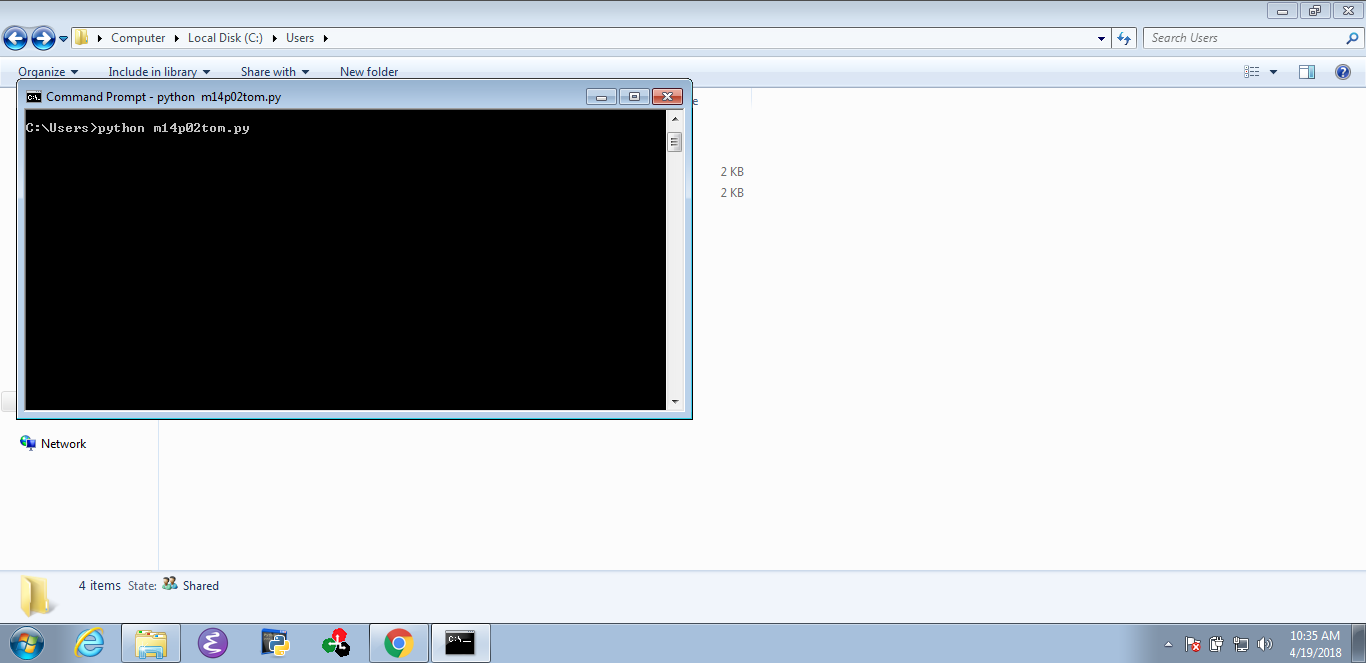 Computer Local Disk (C:) Users
Search Users
Organize Include in library Share with New folder
Command Prompt - python m14p02tom.py
C:\Users>python m14p02tom.py
2 KB
2 KB
Network
4 items State: Shared
10:35 AM
4/19/2018